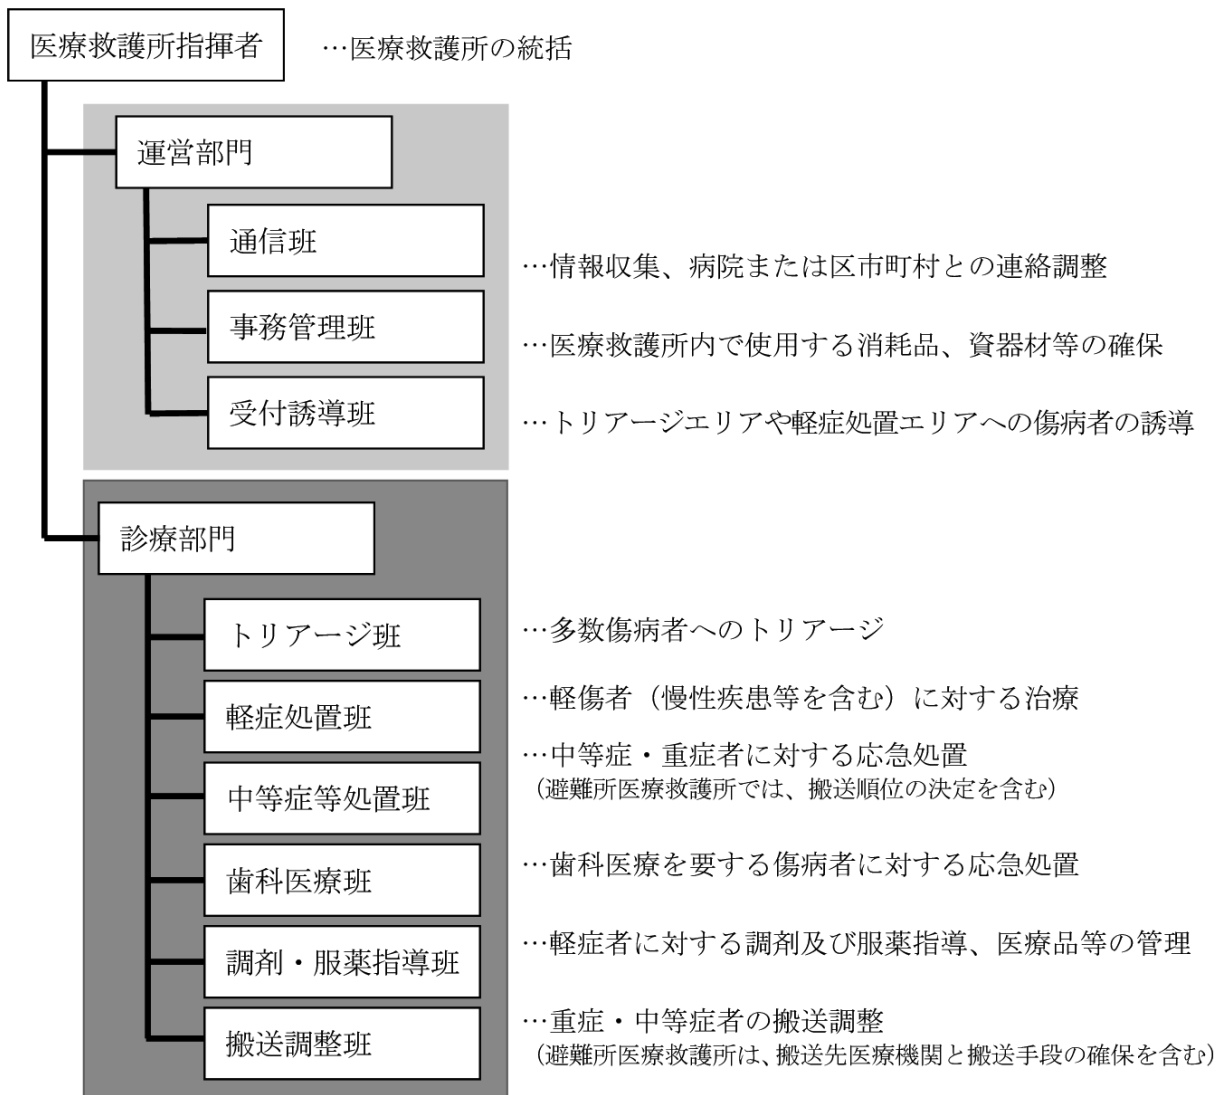 医療救護所指揮者
…医療救護所の統括
運営部門
通信班
…情報収集、病院または区市町村との連絡調整
事務管理班
…医療救護所内で使用する消耗品、資器材等の確保
受付誘導班
…トリアージエリアや軽症処置エリアへの傷病者の誘導
診療部門
トリアージ班
…多数傷病者へのトリアージ
軽症処置班
…軽傷者（慢性疾患等を含む）に対する治療
中等症等処置班
…中等症・重症者に対する応急処置
（避難所医療救護所では、搬送順位の決定を含む）
歯科医療班
…歯科医療を要する傷病者に対する応急処置
調剤・服薬指導班
…軽症者に対する調剤及び服薬指導、医療品等の管理
搬送調整班
…重症・中等症者の搬送調整
（避難所医療救護所は、搬送先医療機関と搬送手段の確保を含む）